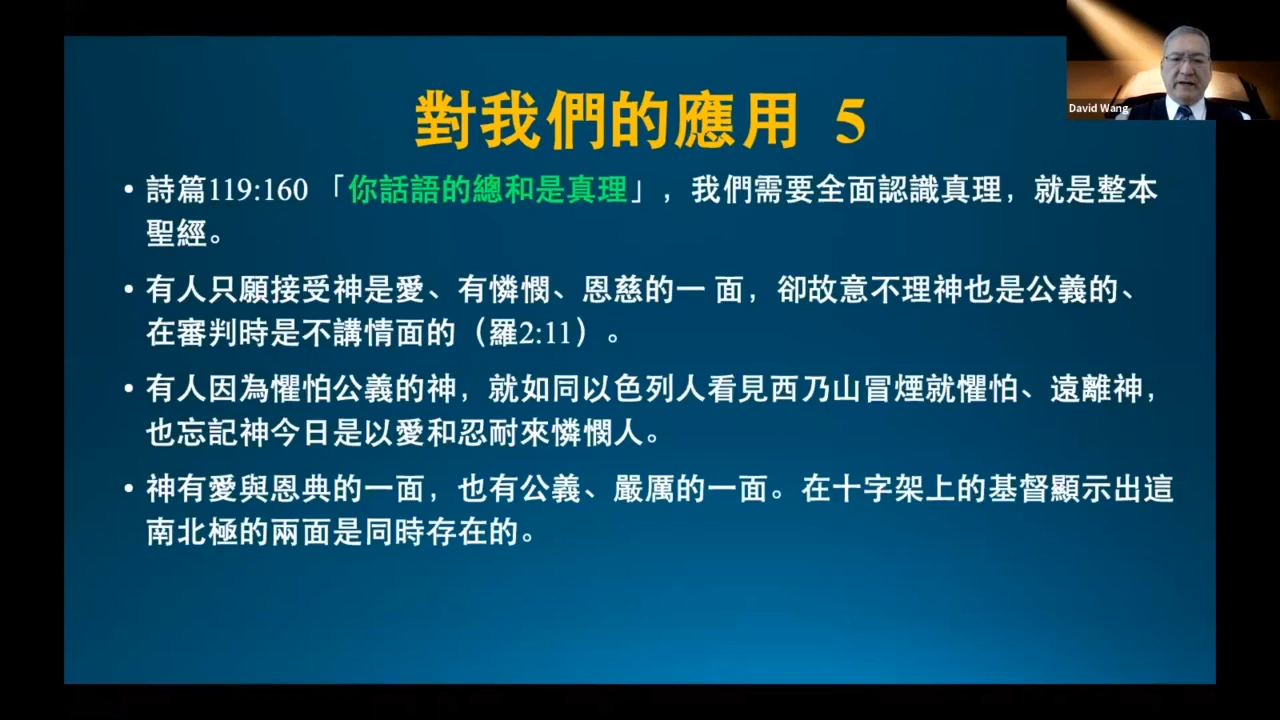 David Wang
對我們的應用 5
• 詩篇119:160 「你話語的總和是真理」,我們需要全面認識真理,就是整本
聖經。
• 有人只願接受神是愛、有憐憫、恩慈的一 面,卻故意不理神也是公義的、
在審判時是不講情面的(羅2:11)。
• 有人因為懼怕公義的神,就如同以色列人看見西乃山冒煙就懼怕、遠離神,
也忘記神今日是以愛和忍耐來憐憫人。
• 神有愛與恩典的一面,也有公義、嚴厲的一面。在十字架上的基督顯示出這
南北極的兩面是同時存在的。